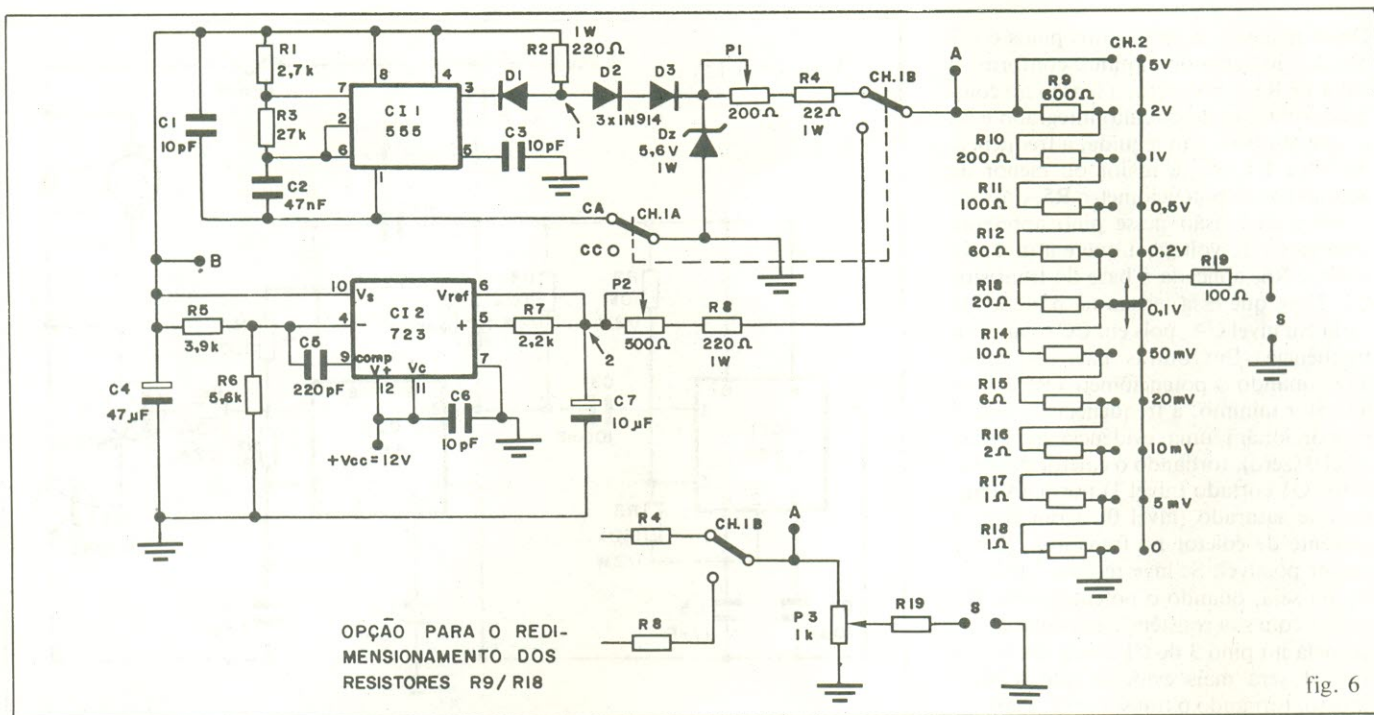 R1
2,7k
R3
27k
C1
10pF
C2
47nF
8
4
7
2
6
3
5
1
CI 1
555
C3
10pF
D1
R2
1W
220Ω
1
D2
D3
3x1N914
Dz
5,6V
1W
P1
200Ω
R4
22Ω
1W
CH.1B
CA
CH.1A
CC
A
R9
600Ω
R10
200Ω
R11
100Ω
R12
60Ω
R18
20Ω
R14
10Ω
R15
6Ω
R16
2Ω
R17
1Ω
R18
1Ω
CH.2
5V
2V
1V
0,5V
0,2V
0,1V
50mV
20mV
10mV
5mV
0
R19
100Ω
S
B
R5
3,9k
R6
5,6k
C4
47µF
C5
220pF
10
Vs
Vref
6
4
-
CI 2
723
+
5
9
comp
V+
Vc
7
12
11
C6
10pF
+Vcc=12V
R7
2,2k
2
P2
500Ω
R8
220Ω
1W
C7
10µF
R4
CH.1B
A
R8
P3
1k
R19
S
OPÇÃO PARA O REDI-
MENSIONAMENTO DOS
RESISTORES R9/R18
fig. 6